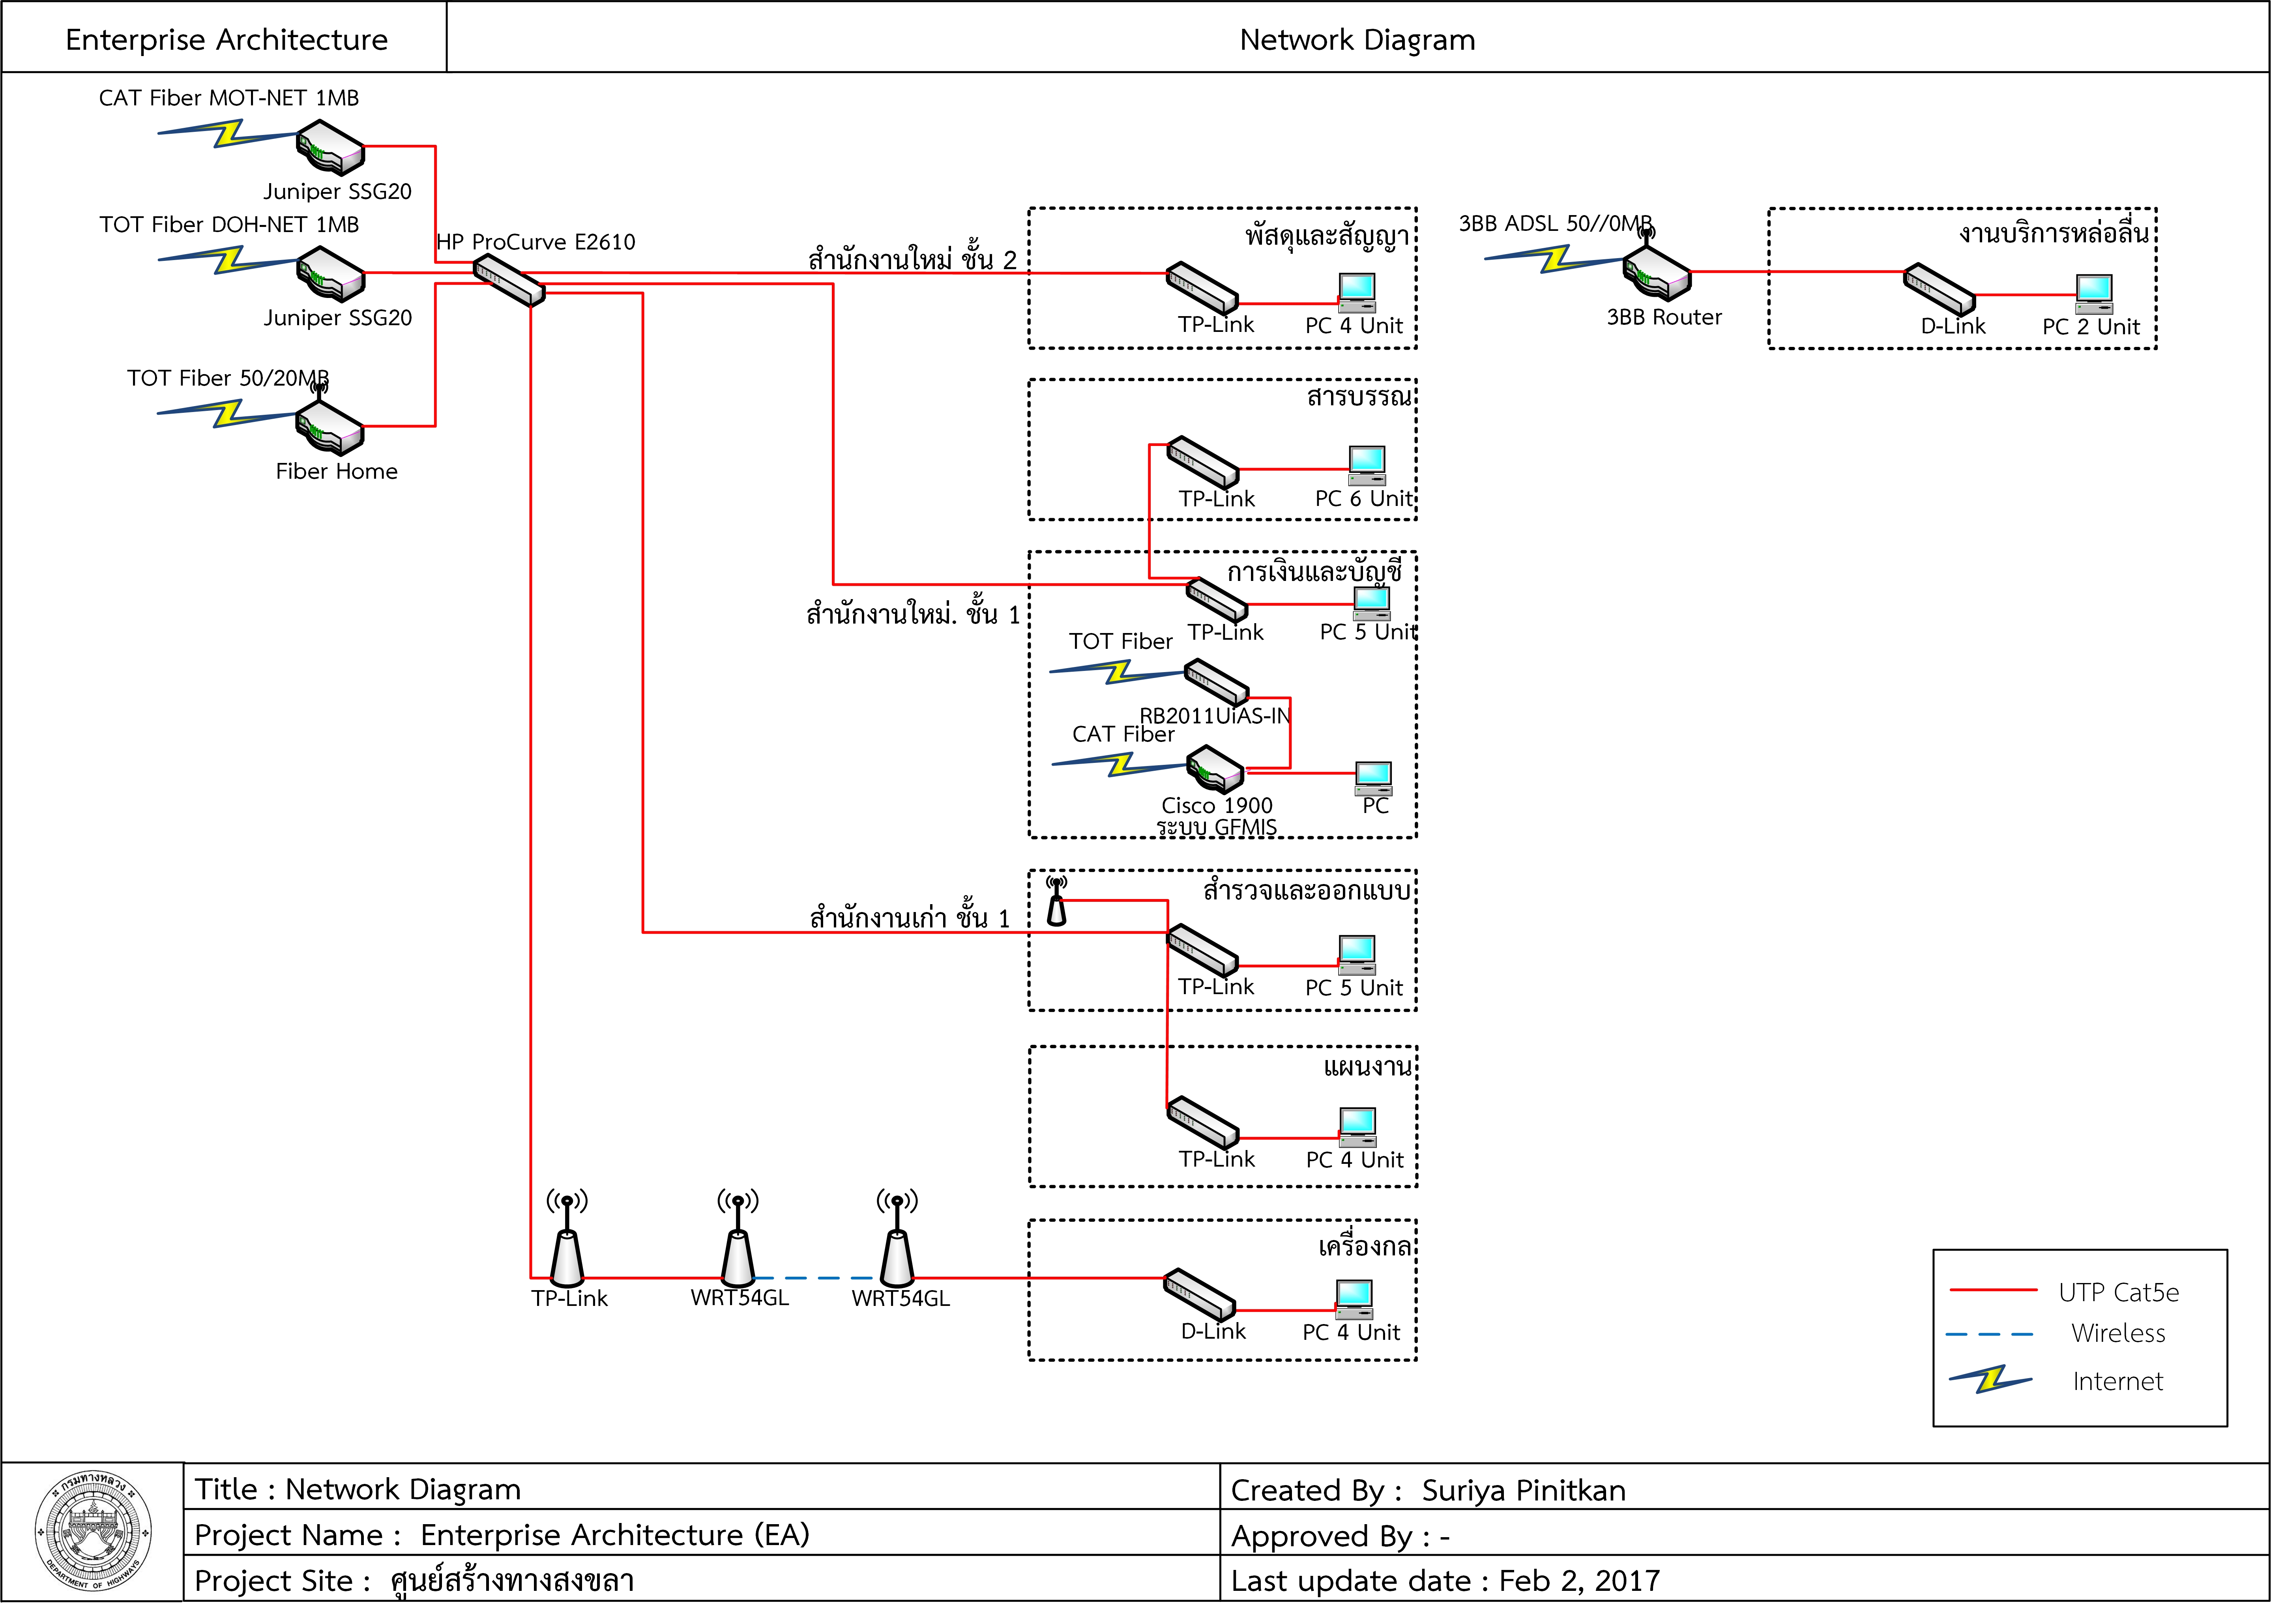 Enterprise Architecture
Network Diagram
CAT Fiber MOT-NET 1MB
Juniper SSG20
TOT Fiber DOH-NET 1MB
Juniper SSG20
TOT Fiber 50/20MB
Fiber Home
HP ProCurve E2610
สำนักงานใหม่ ชั้น 2
พัสดุและสัญญา
TP-Link
PC 4 Unit
3BB ADSL 50//0MB
3BB Router
งานบริการหล่อลื่น
D-Link
PC 2 Unit
สารบรรณ
TP-Link
PC 6 Unit
สำนักงานใหม่. ชั้น 1
การเงินและบัญชี
TP-Link
PC 5 Unit
TOT Fiber
RB2011UiAS-IN
CAT Fiber
Cisco 1900
ระบบ GFMIS
PC
สำนักงานเก่า ชั้น 1
สำรวจและออกแบบ
TP-Link
PC 5 Unit
แผนงาน
TP-Link
PC 4 Unit
TP-Link
WRT54GL
WRT54GL
เครื่องกล
D-Link
PC 4 Unit
UTP Cat5e
Wireless
Internet
กรมทางหลวง
DEPARTMENT OF HIGHWAYS
Title : Network Diagram
Created By : Suriya Pinitkan
Project Name : Enterprise Architecture (EA)
Approved By : -
Project Site : ศูนย์สร้างทางสงขลา
Last update date : Feb 2, 2017